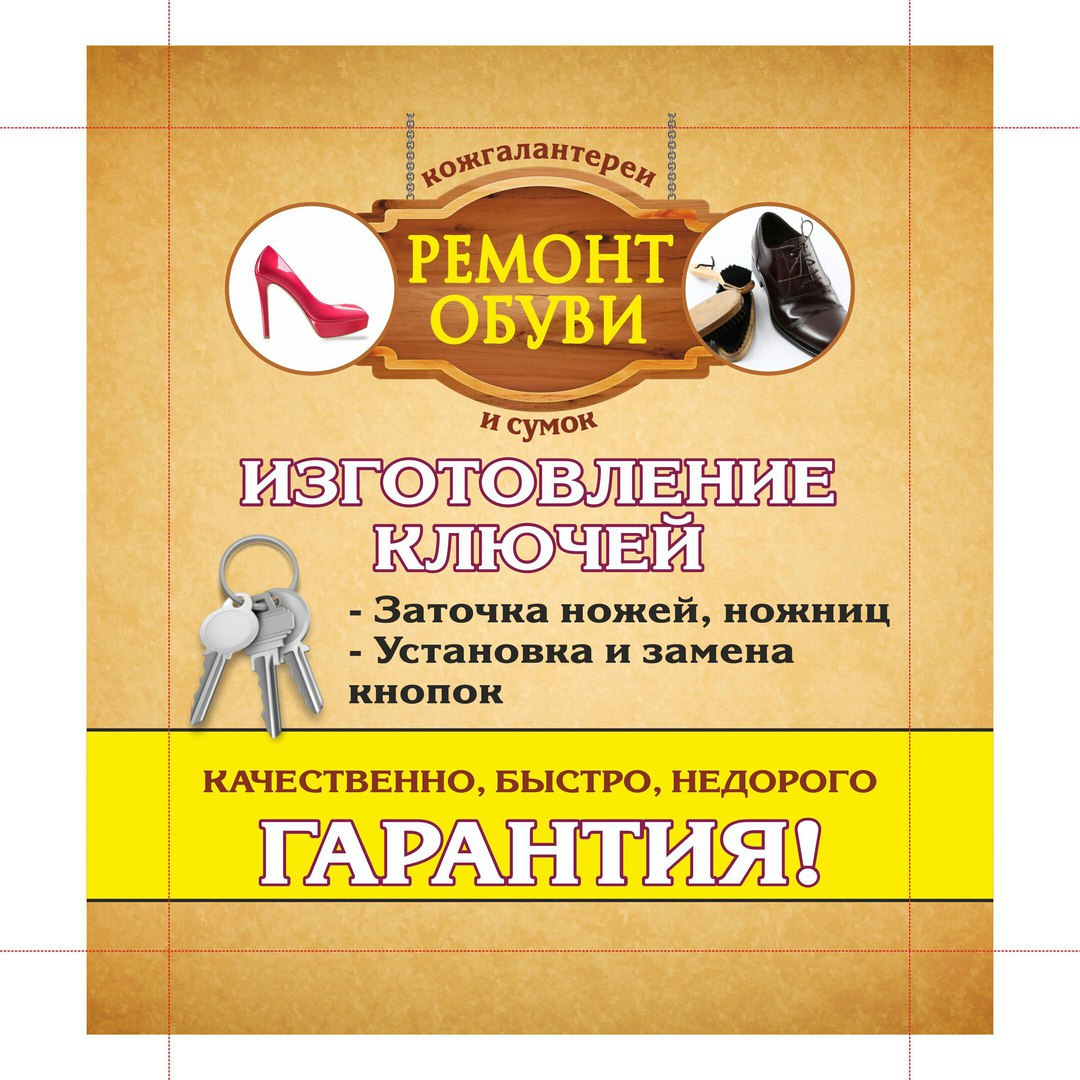 кожгалантереи
РЕМОНТ
ОБУВИ
и сумок
ИЗГОТОВЛЕНИЕ
КЛЮЧЕЙ
- Заточка ножей, ножниц
- Установка и замена
кнопок
КАЧЕСТВЕННО, БЫСТРО, НЕДОРОГО
ГАРАНТИЯ!